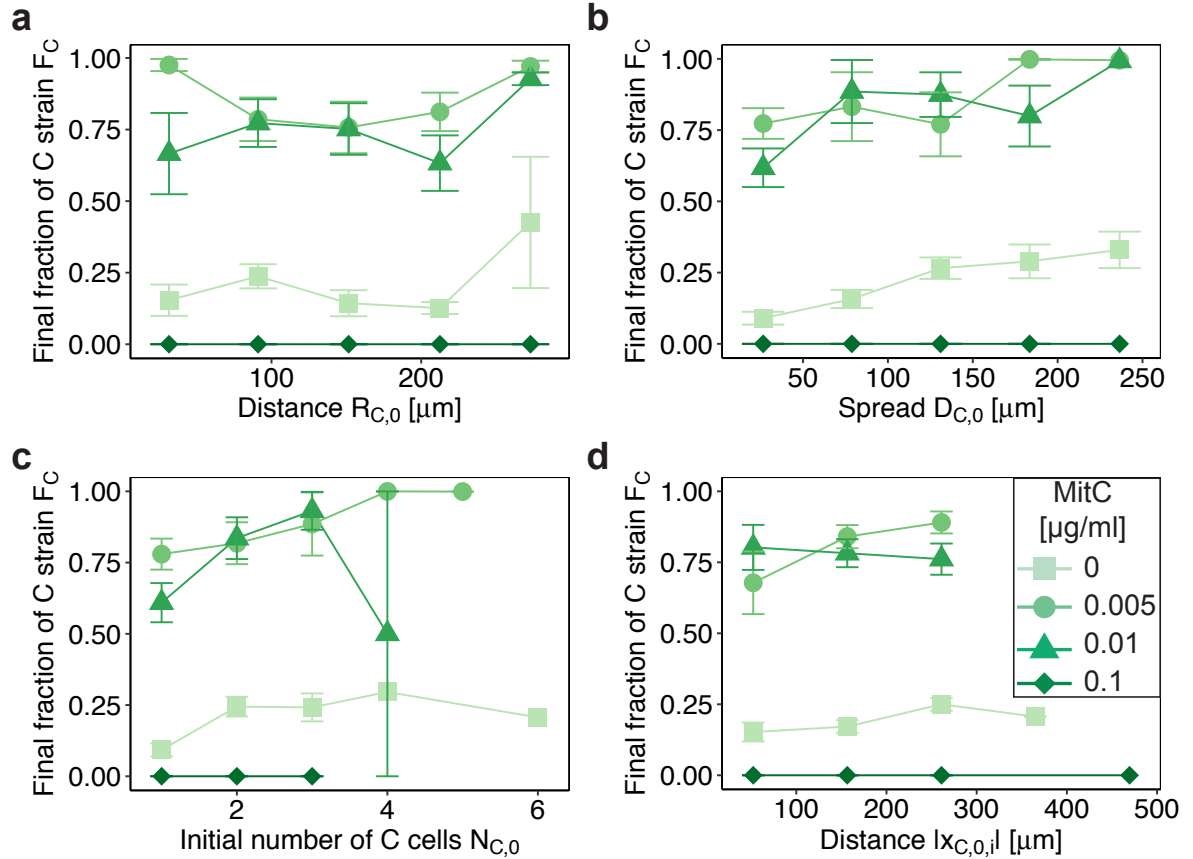 a
Final fraction of C strain F_C
1.00
0.75
0.50
0.25
0.00
100
200
Distance R_C,0 [μm]
b
Final fraction of C strain F_C
1.00
0.75
0.50
0.25
0.00
50
100
150
200
250
Spread D_C,0 [μm]
c
Final fraction of C strain F_C
1.00
0.75
0.50
0.25
0.00
2
4
6
Initial number of C cells N_C,0
d
Final fraction of C strain F_C
1.00
0.75
0.50
0.25
0.00
100
200
300
400
500
Distance |x_C,0,i| [μm]
MitC
[μg/ml]
0
0.005
0.01
0.1